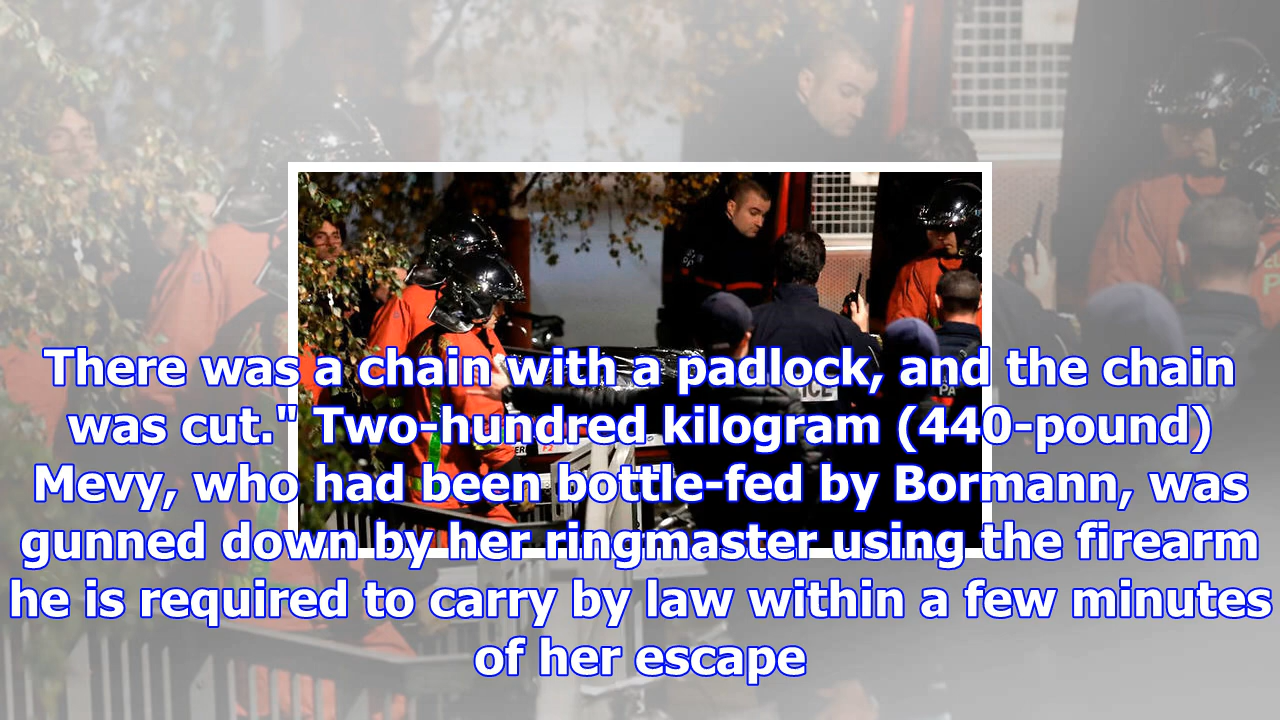 There was a chain with a padlock, and the chain
was cut." Two-hundred kilogram (440-pound)
Mevy, who had been bottle-fed by Bormann, was
gunned down by her ringmaster using the firearm
he is required to carry by law within a few minutes
of her escape